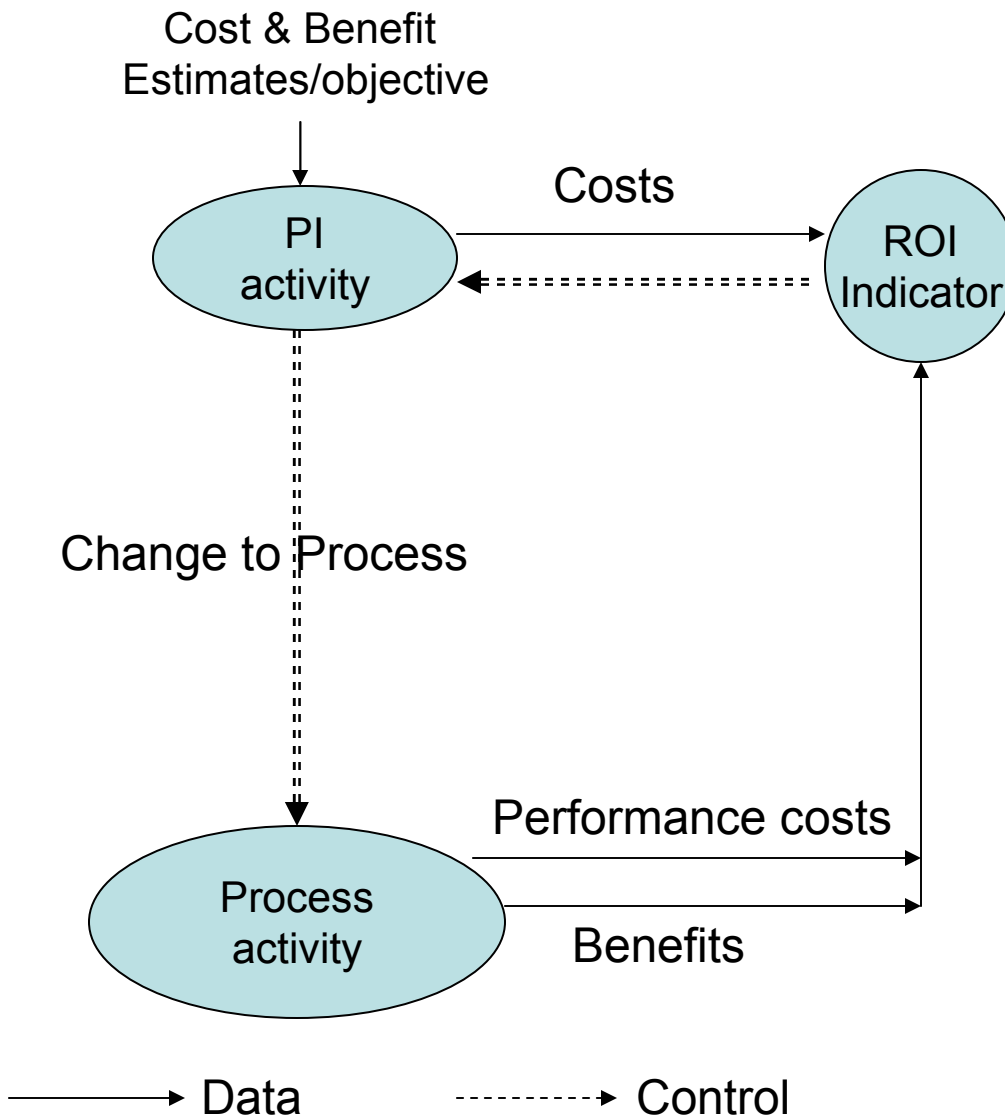 Cost & Benefit
Estimates/objective
Costs
PI
activity
ROI
Indicator
Change to Process
Performance costs
Process
activity
Benefits
Data
Control